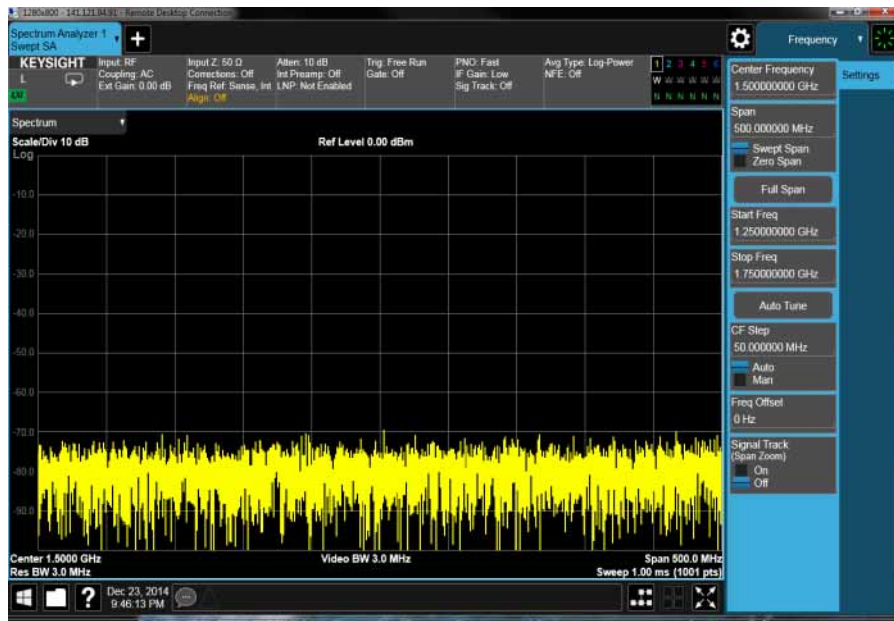 1280x800 - 141.121.94.91 - Remote Desktop Connection
Spectrum Analyzer 1
Swept SA
+
Frequency
KEYSIGHT
L
Input: RF
Coupling: AC
Ext Gain: 0.00 dB
Input Z: 50 Ω
Corrections: Off
Freq Ref: Sense, Int
Align: Off
Atten: 10 dB
Int Preamp: Off
LNP: Not Enabled
Trig: Free Run
Gate: Off
PNO: Fast
IF Gain: Low
Sig Track: Off
Avg Type: Log-Power
NFE: Off
1 2 3 4 5 6
W W W W W W
N N N N N N
Center Frequency
1.500000000 GHz
Settings
Span
500.000000 MHz
Swept Span
Zero Span
Full Span
Start Freq
1.250000000 GHz
Stop Freq
1.750000000 GHz
Auto Tune
CF Step
50.000000 MHz
Auto
Man
Freq Offset
0 Hz
Signal Track
(Span Zoom)
On
Off
Spectrum
Scale/Div 10 dB
Ref Level 0.00 dBm
Log
-10.0
-20.0
-30.0
-40.0
-50.0
-60.0
-70.0
-80.0
-90.0
Center 1.5000 GHz
Video BW 3.0 MHz
Span 500.0 MHz
Res BW 3.0 MHz
Sweep 1.00 ms (1001 pts)
?
Dec 23, 2014
9:46:13 PM